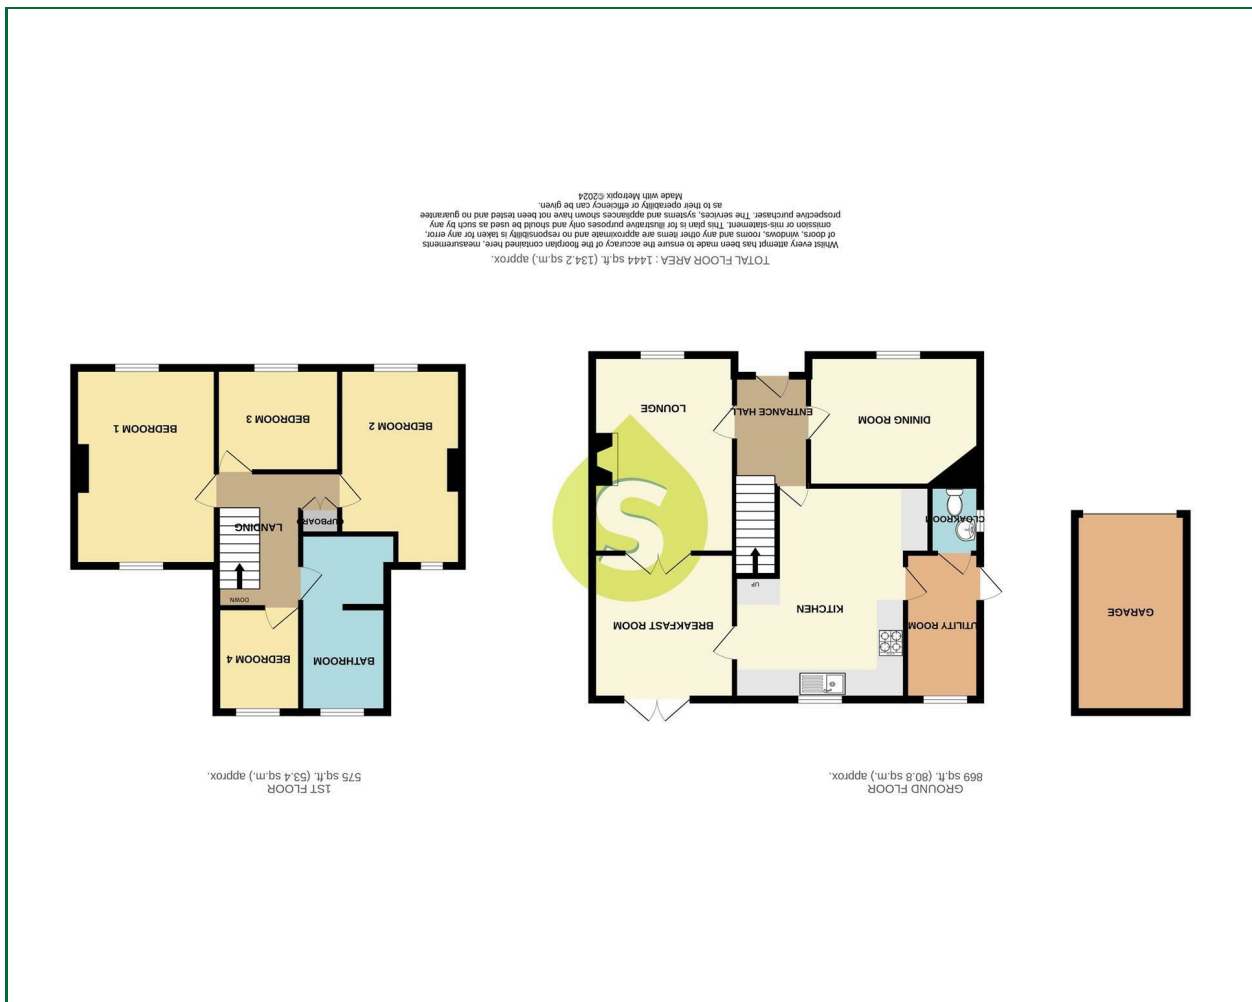 GROUND FLOOR
869 sq.ft. (80.8 sq.m.) approx.
1ST FLOOR
575 sq.ft. (53.4 sq.m.) approx.
GARAGE
UTILITY ROOM
CLOAKROOM
KITCHEN
UP
BREAKFAST ROOM
DINING ROOM
ENTRANCE HALL
LOUNGE
S
BATHROOM
BEDROOM 4
DOWN
LANDING
CUPBOARD
BEDROOM 2
BEDROOM 3
BEDROOM 1
TOTAL FLOOR AREA : 1444 sq.ft. (134.2 sq.m.) approx.
Whilst every attempt has been made to ensure the accuracy of the floorplan contained here, measurements
of doors, windows, rooms and any other items are approximate and no responsibility is taken for any error,
omission or mis-statement. This plan is for illustrative purposes only and should be used as such by any
prospective purchaser. The services, systems and appliances shown have not been tested and no guarantee
as to their operability or efficiency can be given.
Made with Metropix ©2024